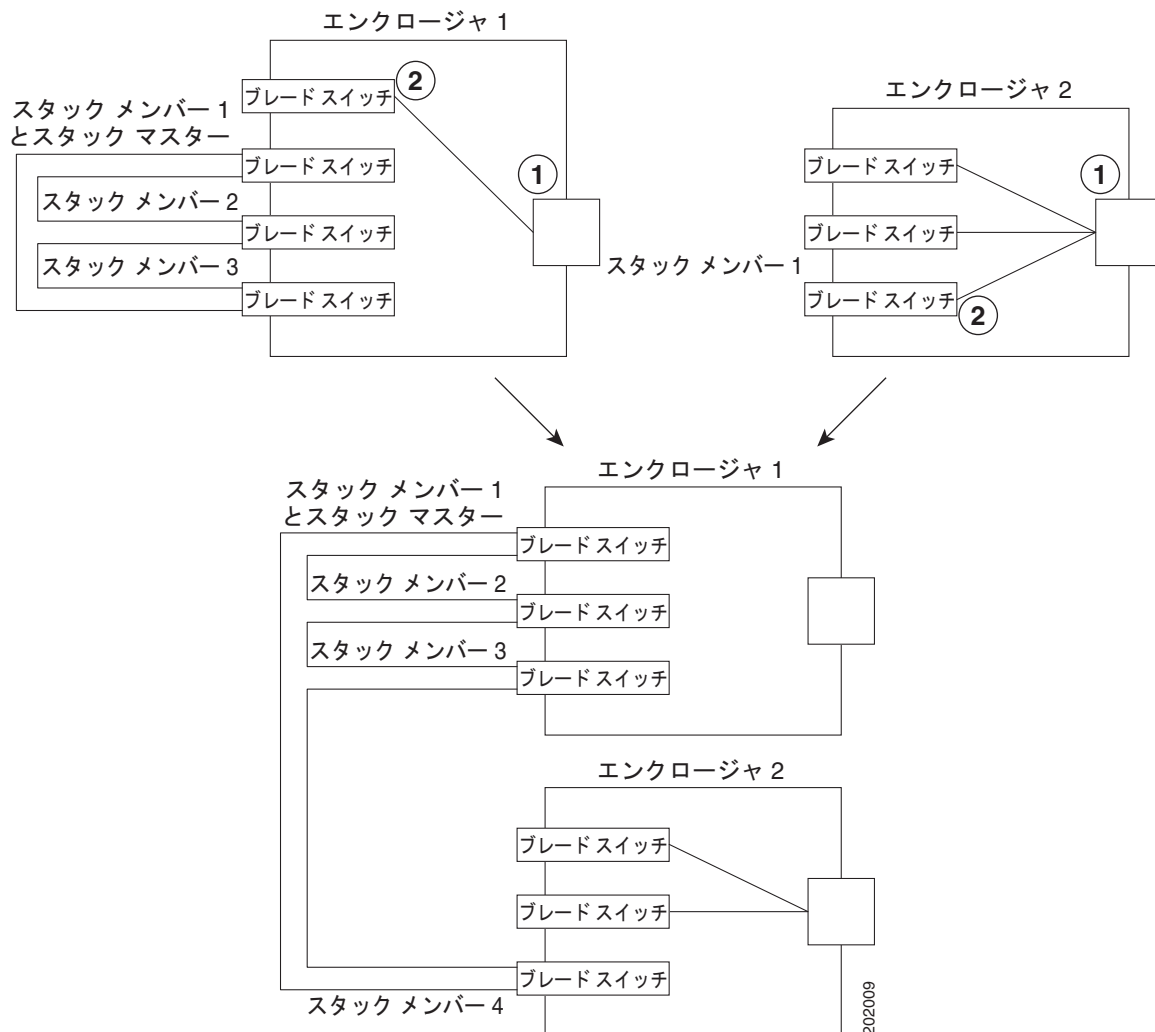 エンクロージャ 1
ブレード スイッチ
2
スタック メンバー 1
とスタック マスター
ブレード スイッチ
スタック メンバー 2
ブレード スイッチ
スタック メンバー 3
ブレード スイッチ
1
エンクロージャ 2
ブレード スイッチ
1
ブレード スイッチ
スタック メンバー 1
ブレード スイッチ
2
エンクロージャ 1
スタック メンバー 1
とスタック マスター
ブレード スイッチ
スタック メンバー 2
ブレード スイッチ
スタック メンバー 3
ブレード スイッチ
エンクロージャ 2
ブレード スイッチ
ブレード スイッチ
ブレード スイッチ
スタック メンバー 4
202009